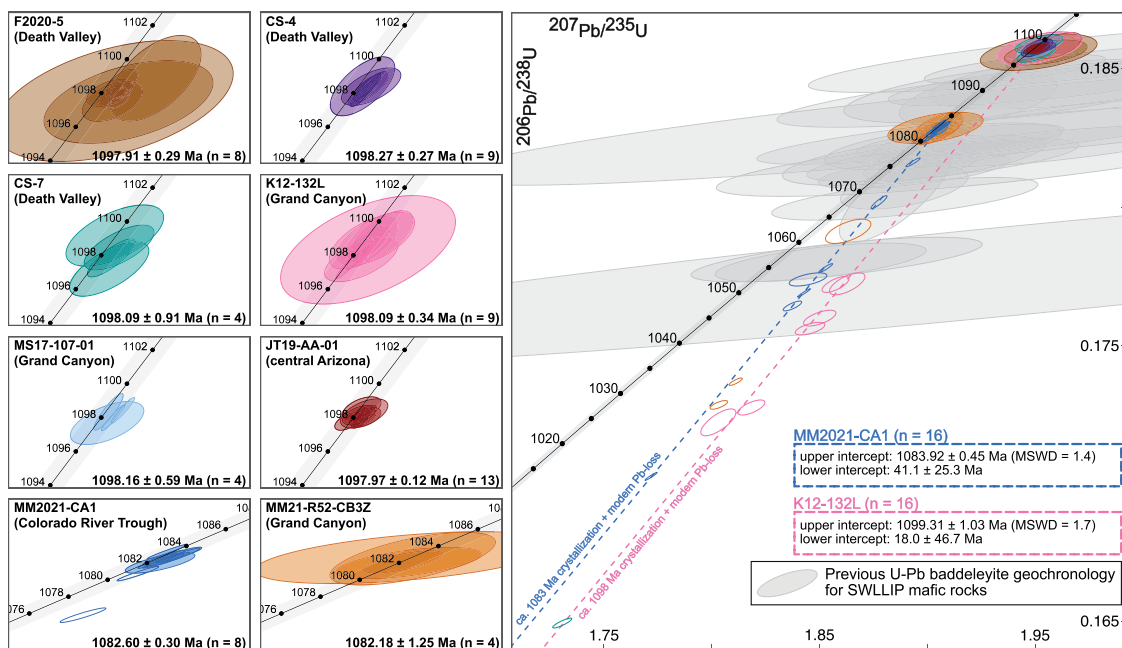 F2020-5
(Death Valley)
1102
1100
1098
1096
1094
1097.91 ± 0.29 Ma (n = 8)
CS-4
(Death Valley)
1102
1100
1098
1096
1094
1098.27 ± 0.27 Ma (n = 9)
CS-7
(Death Valley)
1102
1100
1098
1096
1094
1098.09 ± 0.91 Ma (n = 4)
K12-132L
(Grand Canyon)
1102
1100
1098
1096
1094
1098.09 ± 0.34 Ma (n = 9)
MS17-107-01
(Grand Canyon)
1102
1100
1098
1096
1094
1098.16 ± 0.59 Ma (n = 4)
JT19-AA-01
(central Arizona)
1102
1100
1098
1096
1094
1097.97 ± 0.12 Ma (n = 13)
MM2021-CA1
(Colorado River Trough)
10
1086
1084
1082
1080
1078
076
1082.60 ± 0.30 Ma (n = 8)
MM21-R52-CB3Z
(Grand Canyon)
10
1086
1084
1082
1080
1078
076
1082.18 ± 1.25 Ma (n = 4)
207Pb/235U
206Pb/238U
1100
1090
1080
1070
1060
1050
1040
1030
1020
0.185
0.175
0.165
1.75
1.85
1.95
ca. 1083 Ma crystallization + modern Pb-loss
ca. 1098 Ma crystallization + modern Pb-loss
MM2021-CA1 (n = 16)
upper intercept: 1083.92 ± 0.45 Ma (MSWD = 1.4)
lower intercept: 41.1 ± 25.3 Ma
K12-132L (n = 16)
upper intercept: 1099.31 ± 1.03 Ma (MSWD = 1.7)
lower intercept: 18.0 ± 46.7 Ma
Previous U-Pb baddeleyite geochronology
for SWLLIP mafic rocks